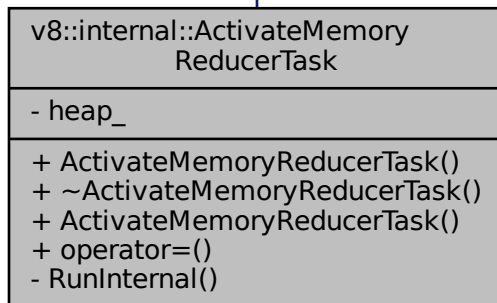 v8::internal::ActivateMemory
ReducerTask
- heap_
+ ActivateMemoryReducerTask()
+ ~ActivateMemoryReducerTask()
+ ActivateMemoryReducerTask()
+ operator=()
- RunInternal()